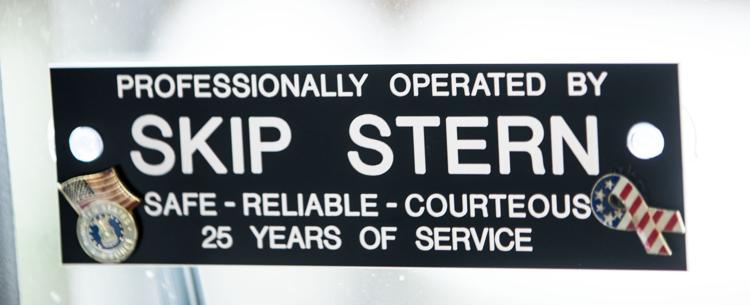 PROFESSIONALLY OPERATED BY
SKIP STERN
SAFE - RELIABLE - COURTEOUS
25 YEARS OF SERVICE